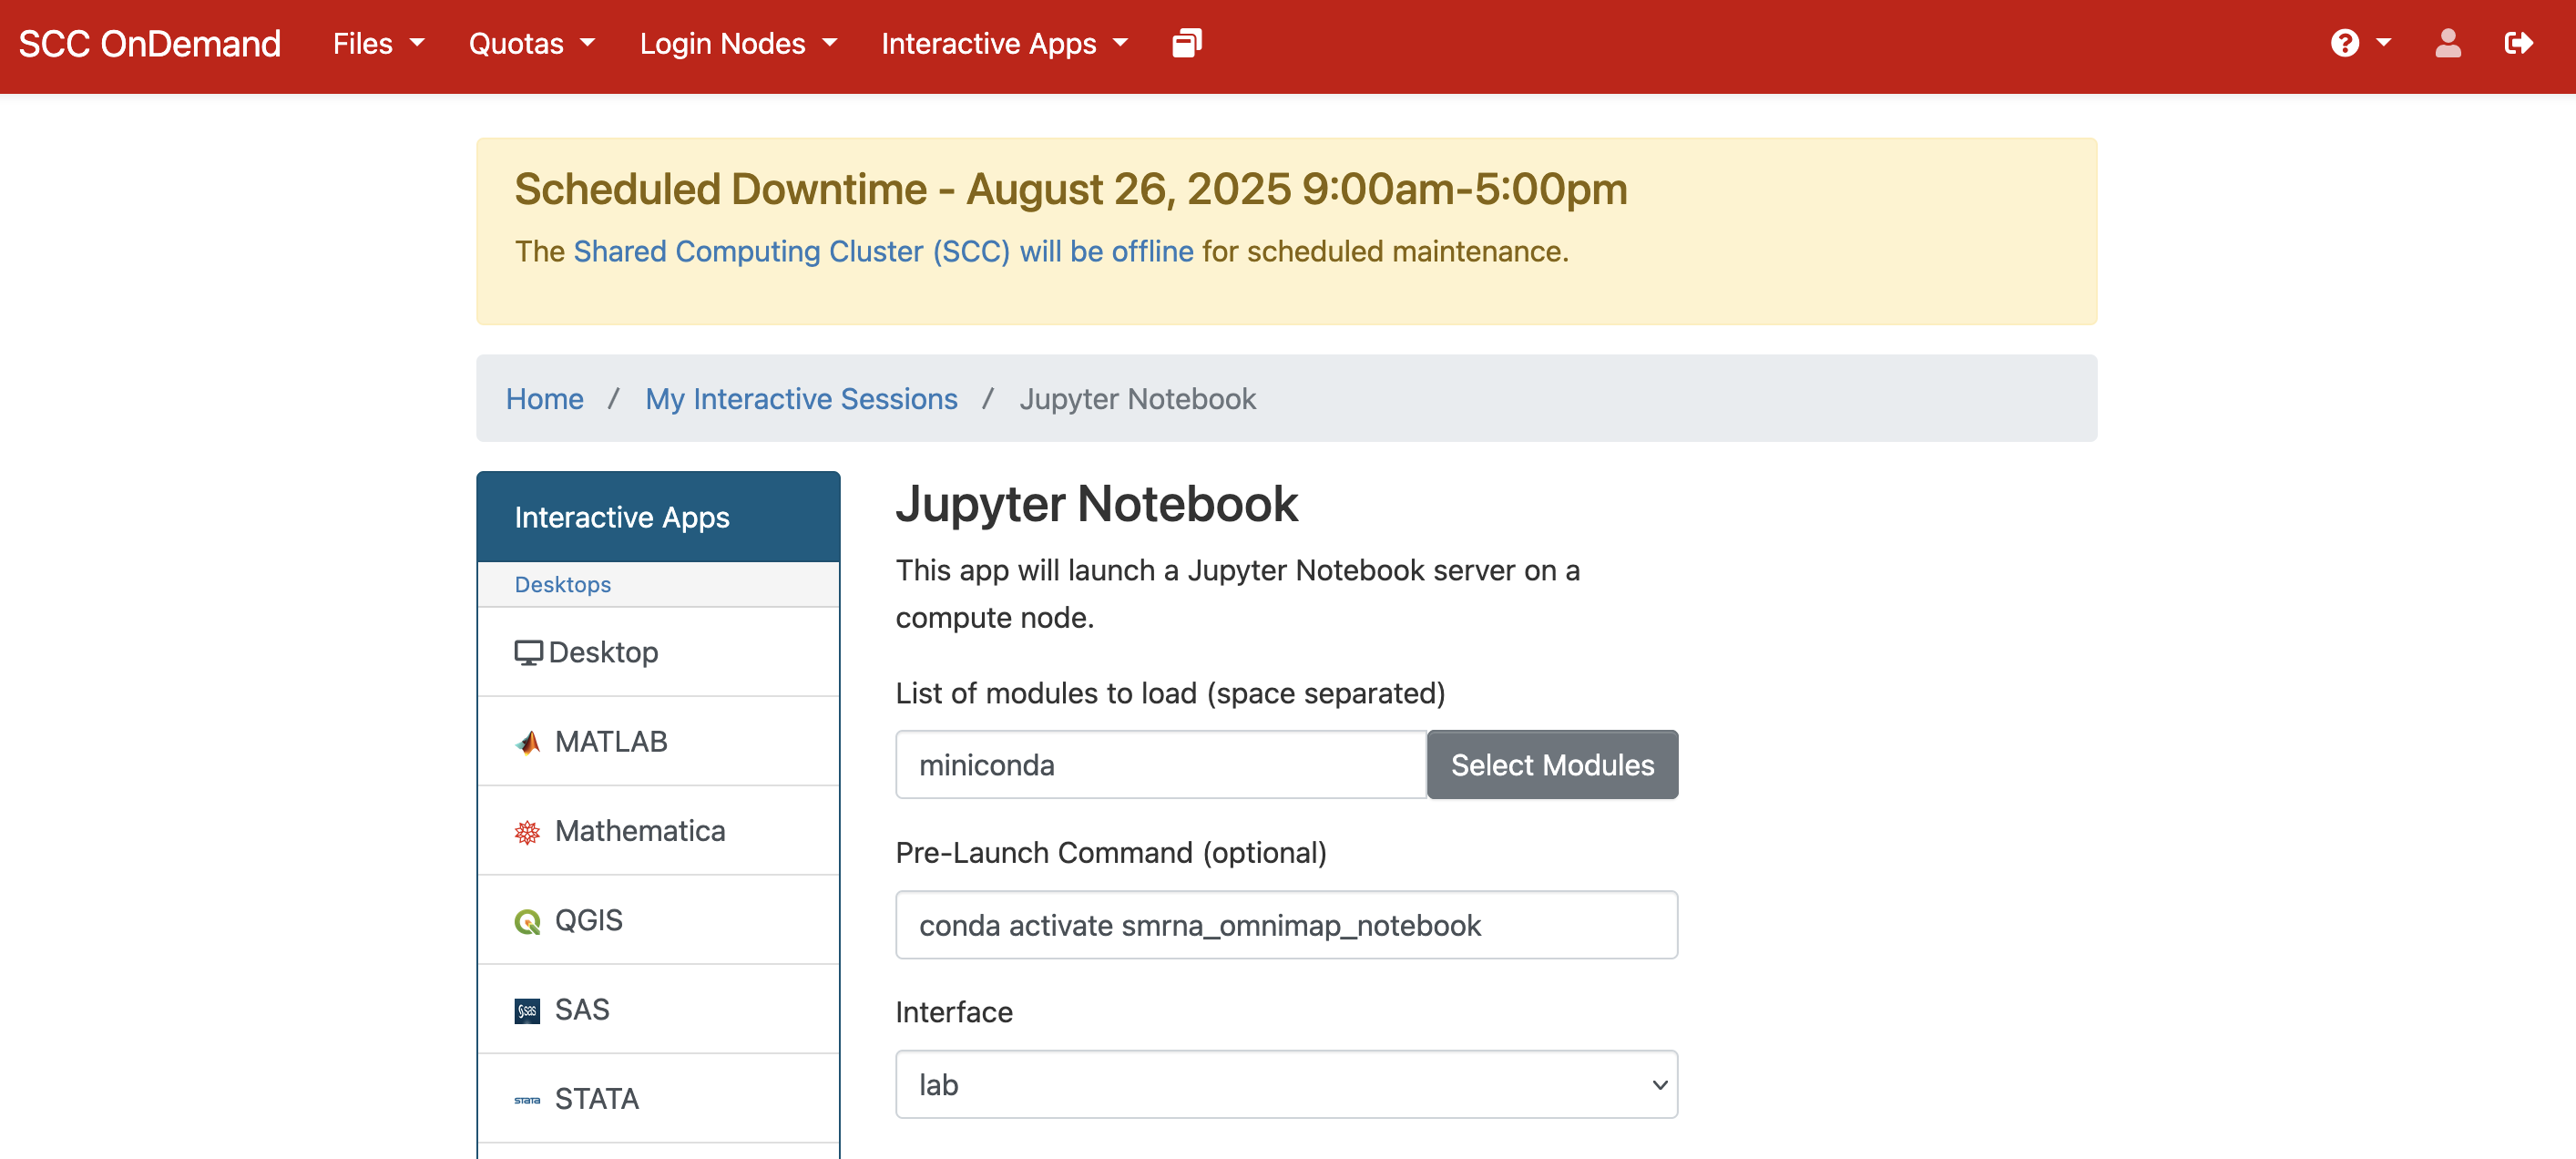 SCC OnDemand Files Quotas Login Nodes Interactive Apps
Scheduled Downtime - August 26, 2025 9:00am-5:00pm
The Shared Computing Cluster (SCC) will be offline for scheduled maintenance.
Home / My Interactive Sessions / Jupyter Notebook
Interactive Apps
Desktops
Desktop
MATLAB
Mathematica
QGIS
sas SAS
stata STATA
Jupyter Notebook
This app will launch a Jupyter Notebook server on a
compute node.
List of modules to load (space separated)
miniconda Select Modules
Pre-Launch Command (optional)
conda activate smrna_omnimap_notebook
Interface
lab